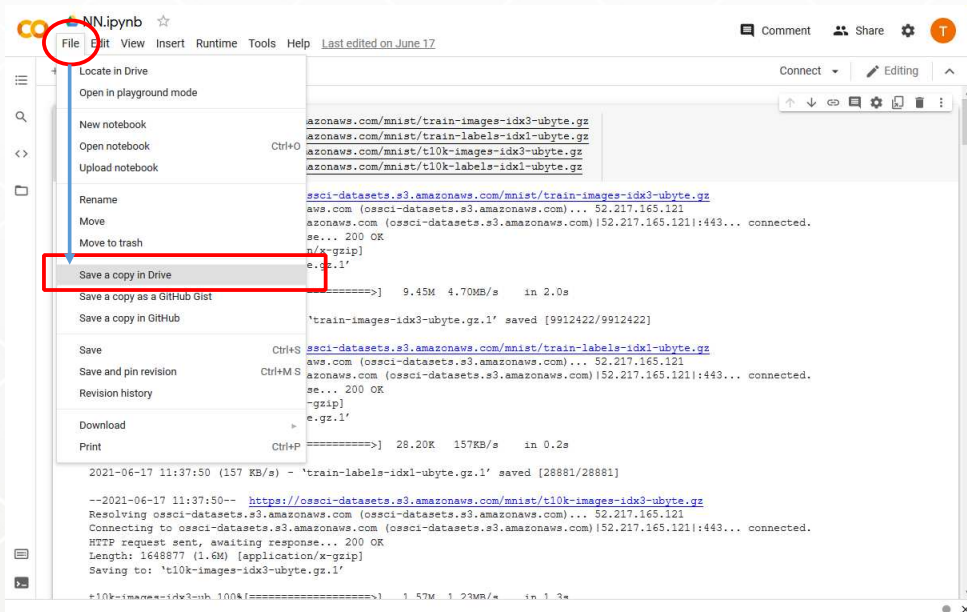 NN.ipynb
Comment
Share
T
File Edit View Insert Runtime Tools Help Last edited on June 17
Connect
Editing
Locate in Drive
Open in playground mode
New notebook
Open notebook Ctrl+O
Upload notebook
Rename
Move
Move to trash
Save a copy in Drive
Save a copy as a GitHub Gist
Save a copy in GitHub
Save Ctrl+S
Save and pin revision Ctrl+M S
Revision history
Download
Print Ctrl+P
azonaws.com/mnist/train-images-idx3-ubyte.gz
azonaws.com/mnist/train-labels-idx1-ubyte.gz
azonaws.com/mnist/t10k-images-idx3-ubyte.gz
azonaws.com/mnist/t10k-labels-idx1-ubyte.gz
ossci-datasets.s3.amazonaws.com/mnist/train-images-idx3-ubyte.gz
aws.com (ossci-datasets.s3.amazonaws.com)... 52.217.165.121
azonaws.com (ossci-datasets.s3.amazonaws.com)|52.217.165.121|:443... connected.
se... 200 OK
n/x-gzip]
e.gz.1’
===========>] 9.45M 4.70MB/s in 2.0s
‘train-images-idx3-ubyte.gz.1’ saved [9912422/9912422]
ossci-datasets.s3.amazonaws.com/mnist/train-labels-idx1-ubyte.gz
aws.com (ossci-datasets.s3.amazonaws.com)... 52.217.165.121
azonaws.com (ossci-datasets.s3.amazonaws.com)|52.217.165.121|:443... connected.
se... 200 OK
-gzip]
e.gz.1’
===========>] 28.20K 157KB/s in 0.2s
2021-06-17 11:37:50 (157 KB/s) - ‘train-labels-idx1-ubyte.gz.1’ saved [28881/28881]
--2021-06-17 11:37:50-- https://ossci-datasets.s3.amazonaws.com/mnist/t10k-images-idx3-ubyte.gz
Resolving ossci-datasets.s3.amazonaws.com (ossci-datasets.s3.amazonaws.com)... 52.217.165.121
Connecting to ossci-datasets.s3.amazonaws.com (ossci-datasets.s3.amazonaws.com)|52.217.165.121|:443... connected.
HTTP request sent, awaiting response... 200 OK
Length: 1648877 (1.6M) [application/x-gzip]
Saving to: ‘t10k-images-idx3-ubyte.gz.1’
t10k-images-idx3-ub 100%[===================>] 1.57M 1.23MB/s in 1.3s